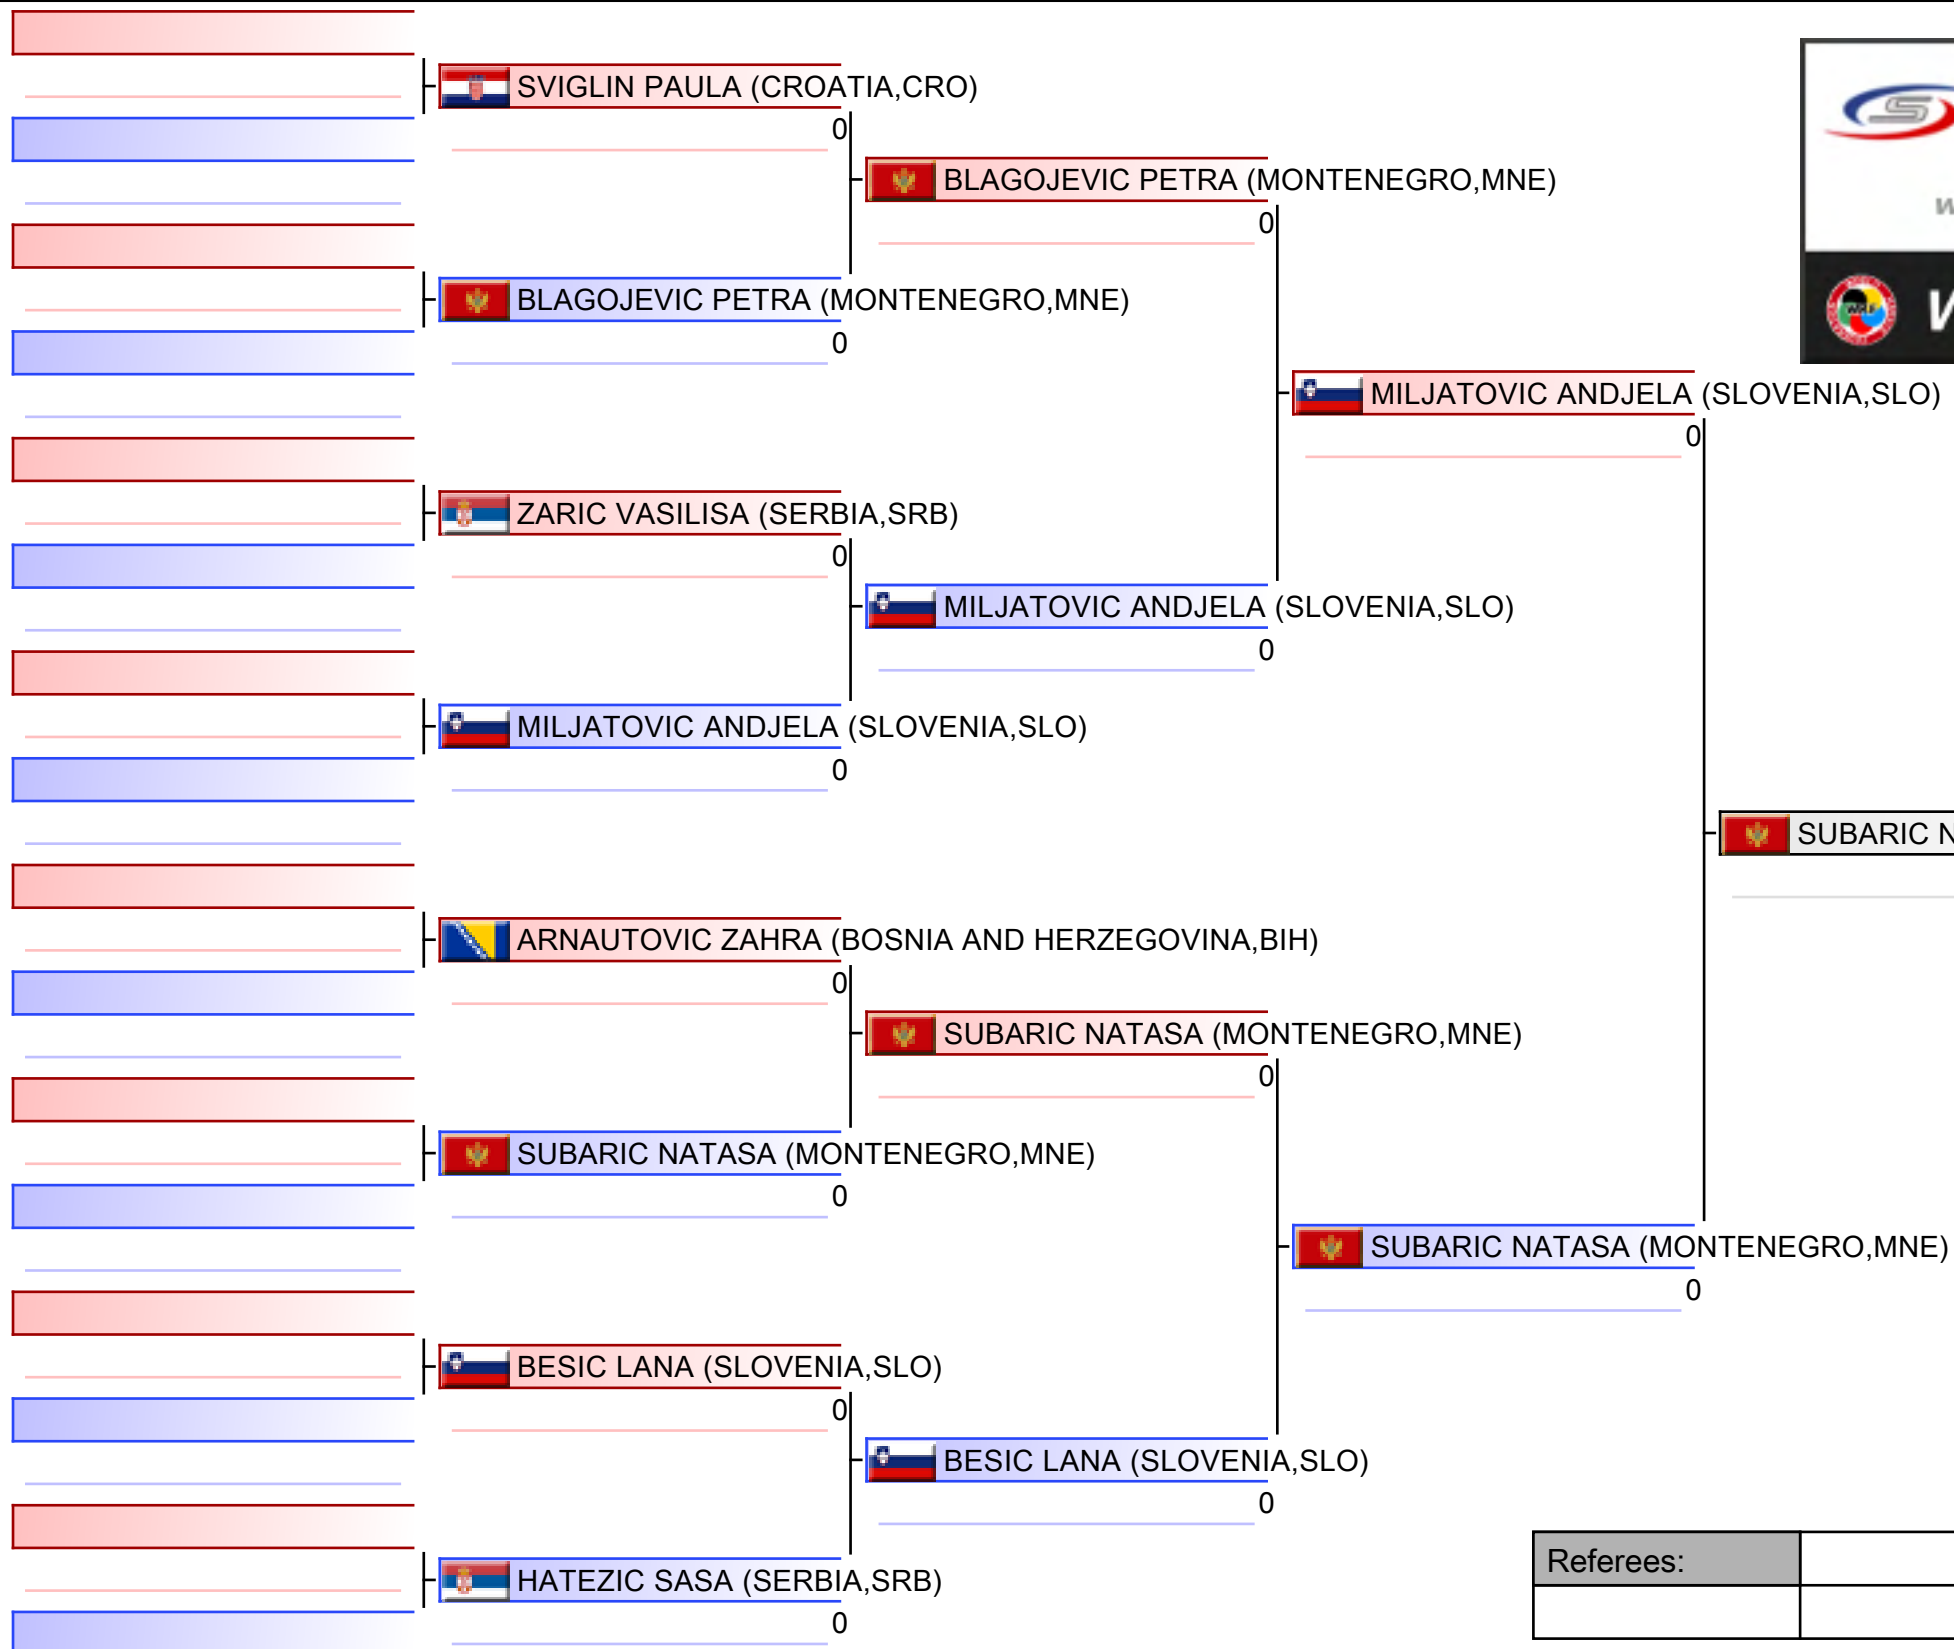 SVIGLIN PAULA (CROATIA,CRO)
0
BLAGOJEVIC PETRA (MONTENEGRO,MNE)
0
BLAGOJEVIC PETRA (MONTENEGRO,MNE)
0
MILJATOVIC ANDJELA (SLOVENIA,SLO)
0
ZARIC VASILISA (SERBIA,SRB)
0
MILJATOVIC ANDJELA (SLOVENIA,SLO)
0
MILJATOVIC ANDJELA (SLOVENIA,SLO)
0
SUBARIC N
ARNAUTOVIC ZAHRA (BOSNIA AND HERZEGOVINA,BIH)
0
SUBARIC NATASA (MONTENEGRO,MNE)
0
SUBARIC NATASA (MONTENEGRO,MNE)
0
SUBARIC NATASA (MONTENEGRO,MNE)
0
BESIC LANA (SLOVENIA,SLO)
0
BESIC LANA (SLOVENIA,SLO)
0
HATEZIC SASA (SERBIA,SRB)
0
Referees: